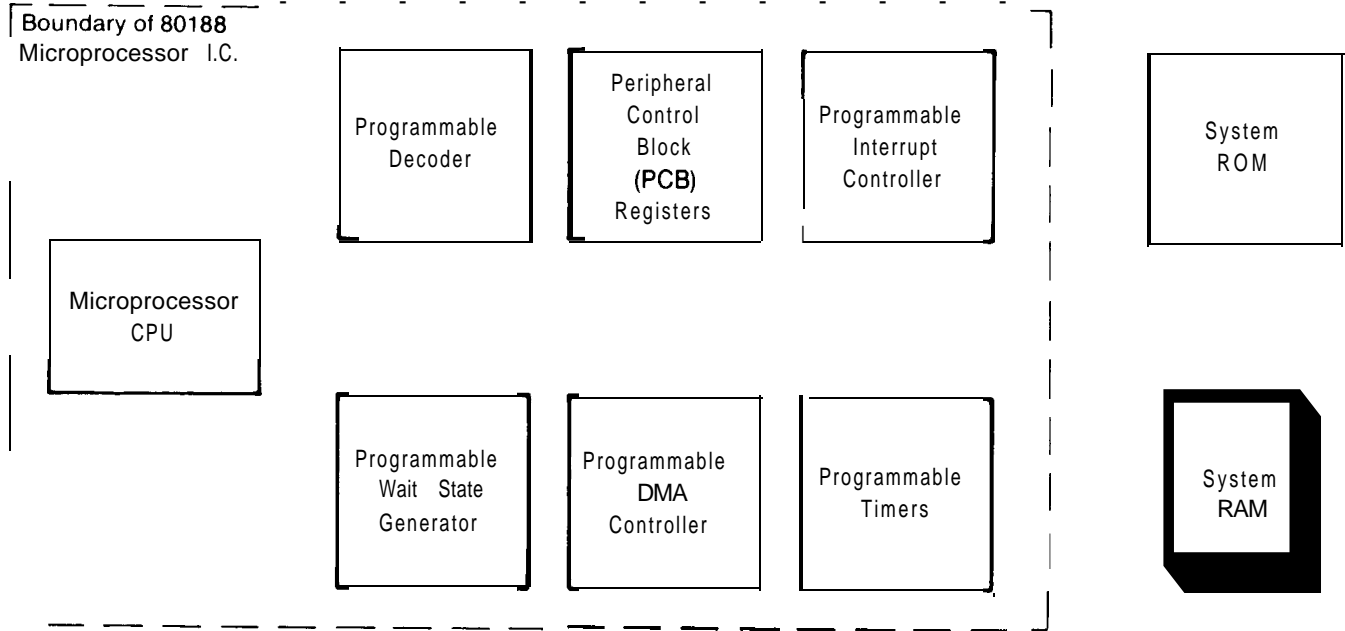 Boundary of 80188
Microprocessor I.C.
Programmable
Decoder
Peripheral
Control
Block
(PCB)
Registers
Programmable
Interrupt
Controller
System
ROM
Microprocessor
CPU
Programmable
Wait State
Generator
Programmable
DMA
Controller
Programmable
Timers
System
RAM